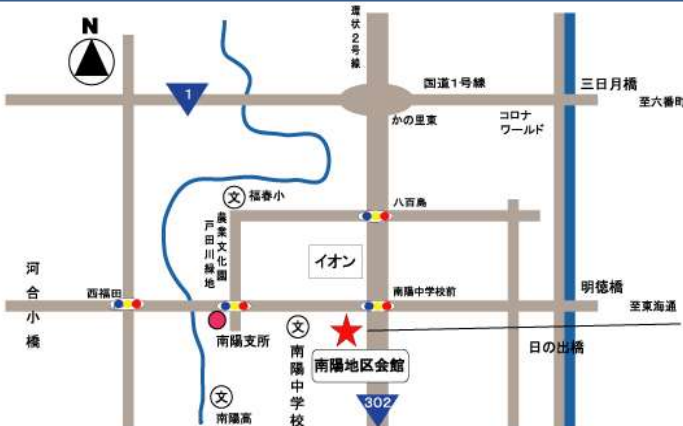 N
環状2号線
国道1号線
三日月橋
1
至六番町
かの里東
コロナ
ワールド
文
福春小
八百島
農業文化園
戸田川緑地
イオン
河合小橋
西福田
南陽中学校前
明徳橋
至東海通
南陽支所
文
南陽中学校
日の出橋
南陽地区会館
文
南陽高
302